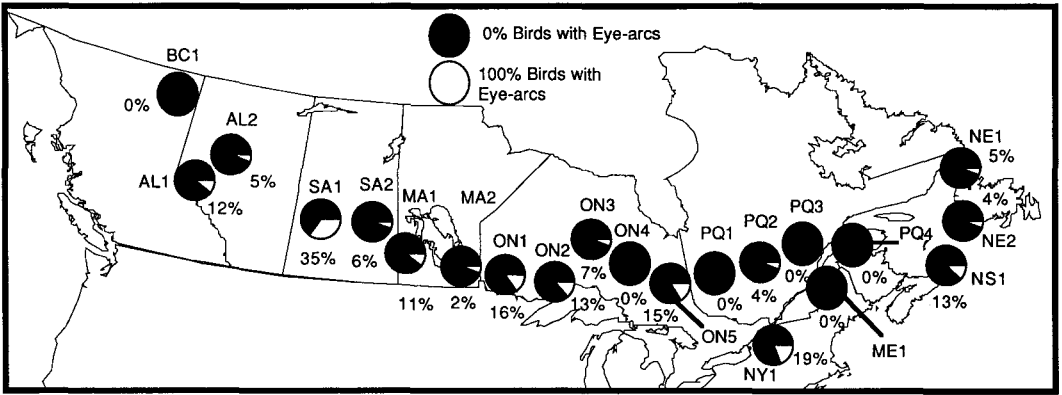 0% Birds with Eye-arcs
100% Birds with
Eye-arcs
BC1
0%
AL2
5%
AL1
12%
SA1
35%
SA2
6%
MA1
11%
MA2
2%
ON1
16%
ON2
13%
ON3
7%
ON4
0%
15%
ON5
PQ1
0%
PQ2
4%
PQ3
0%
PQ4
0%
ME1
0%
NY1
19%
NE1
5%
4%
NE2
NS1
13%